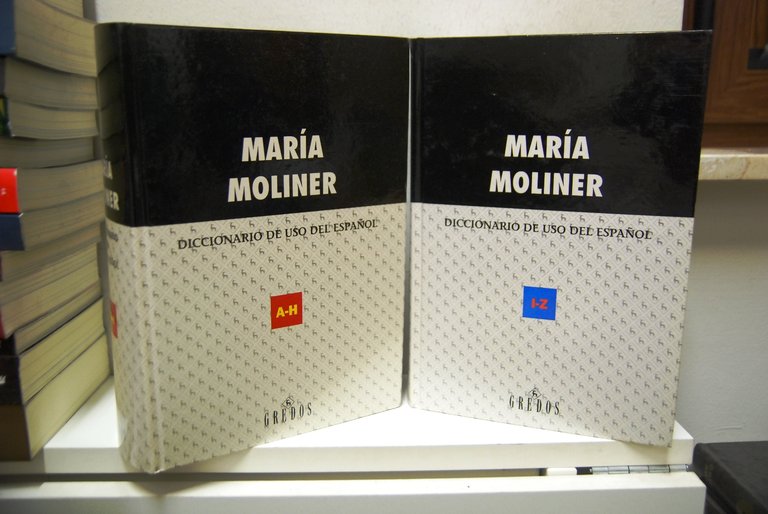 MARÍA
MOLINER
DICCIONARIO DE USO DEL ESPAÑOL
A-H
GREDOS
MARÍA
MOLINER
DICCIONARIO DE USO DEL ESPAÑOL
I-Z
GREDOS